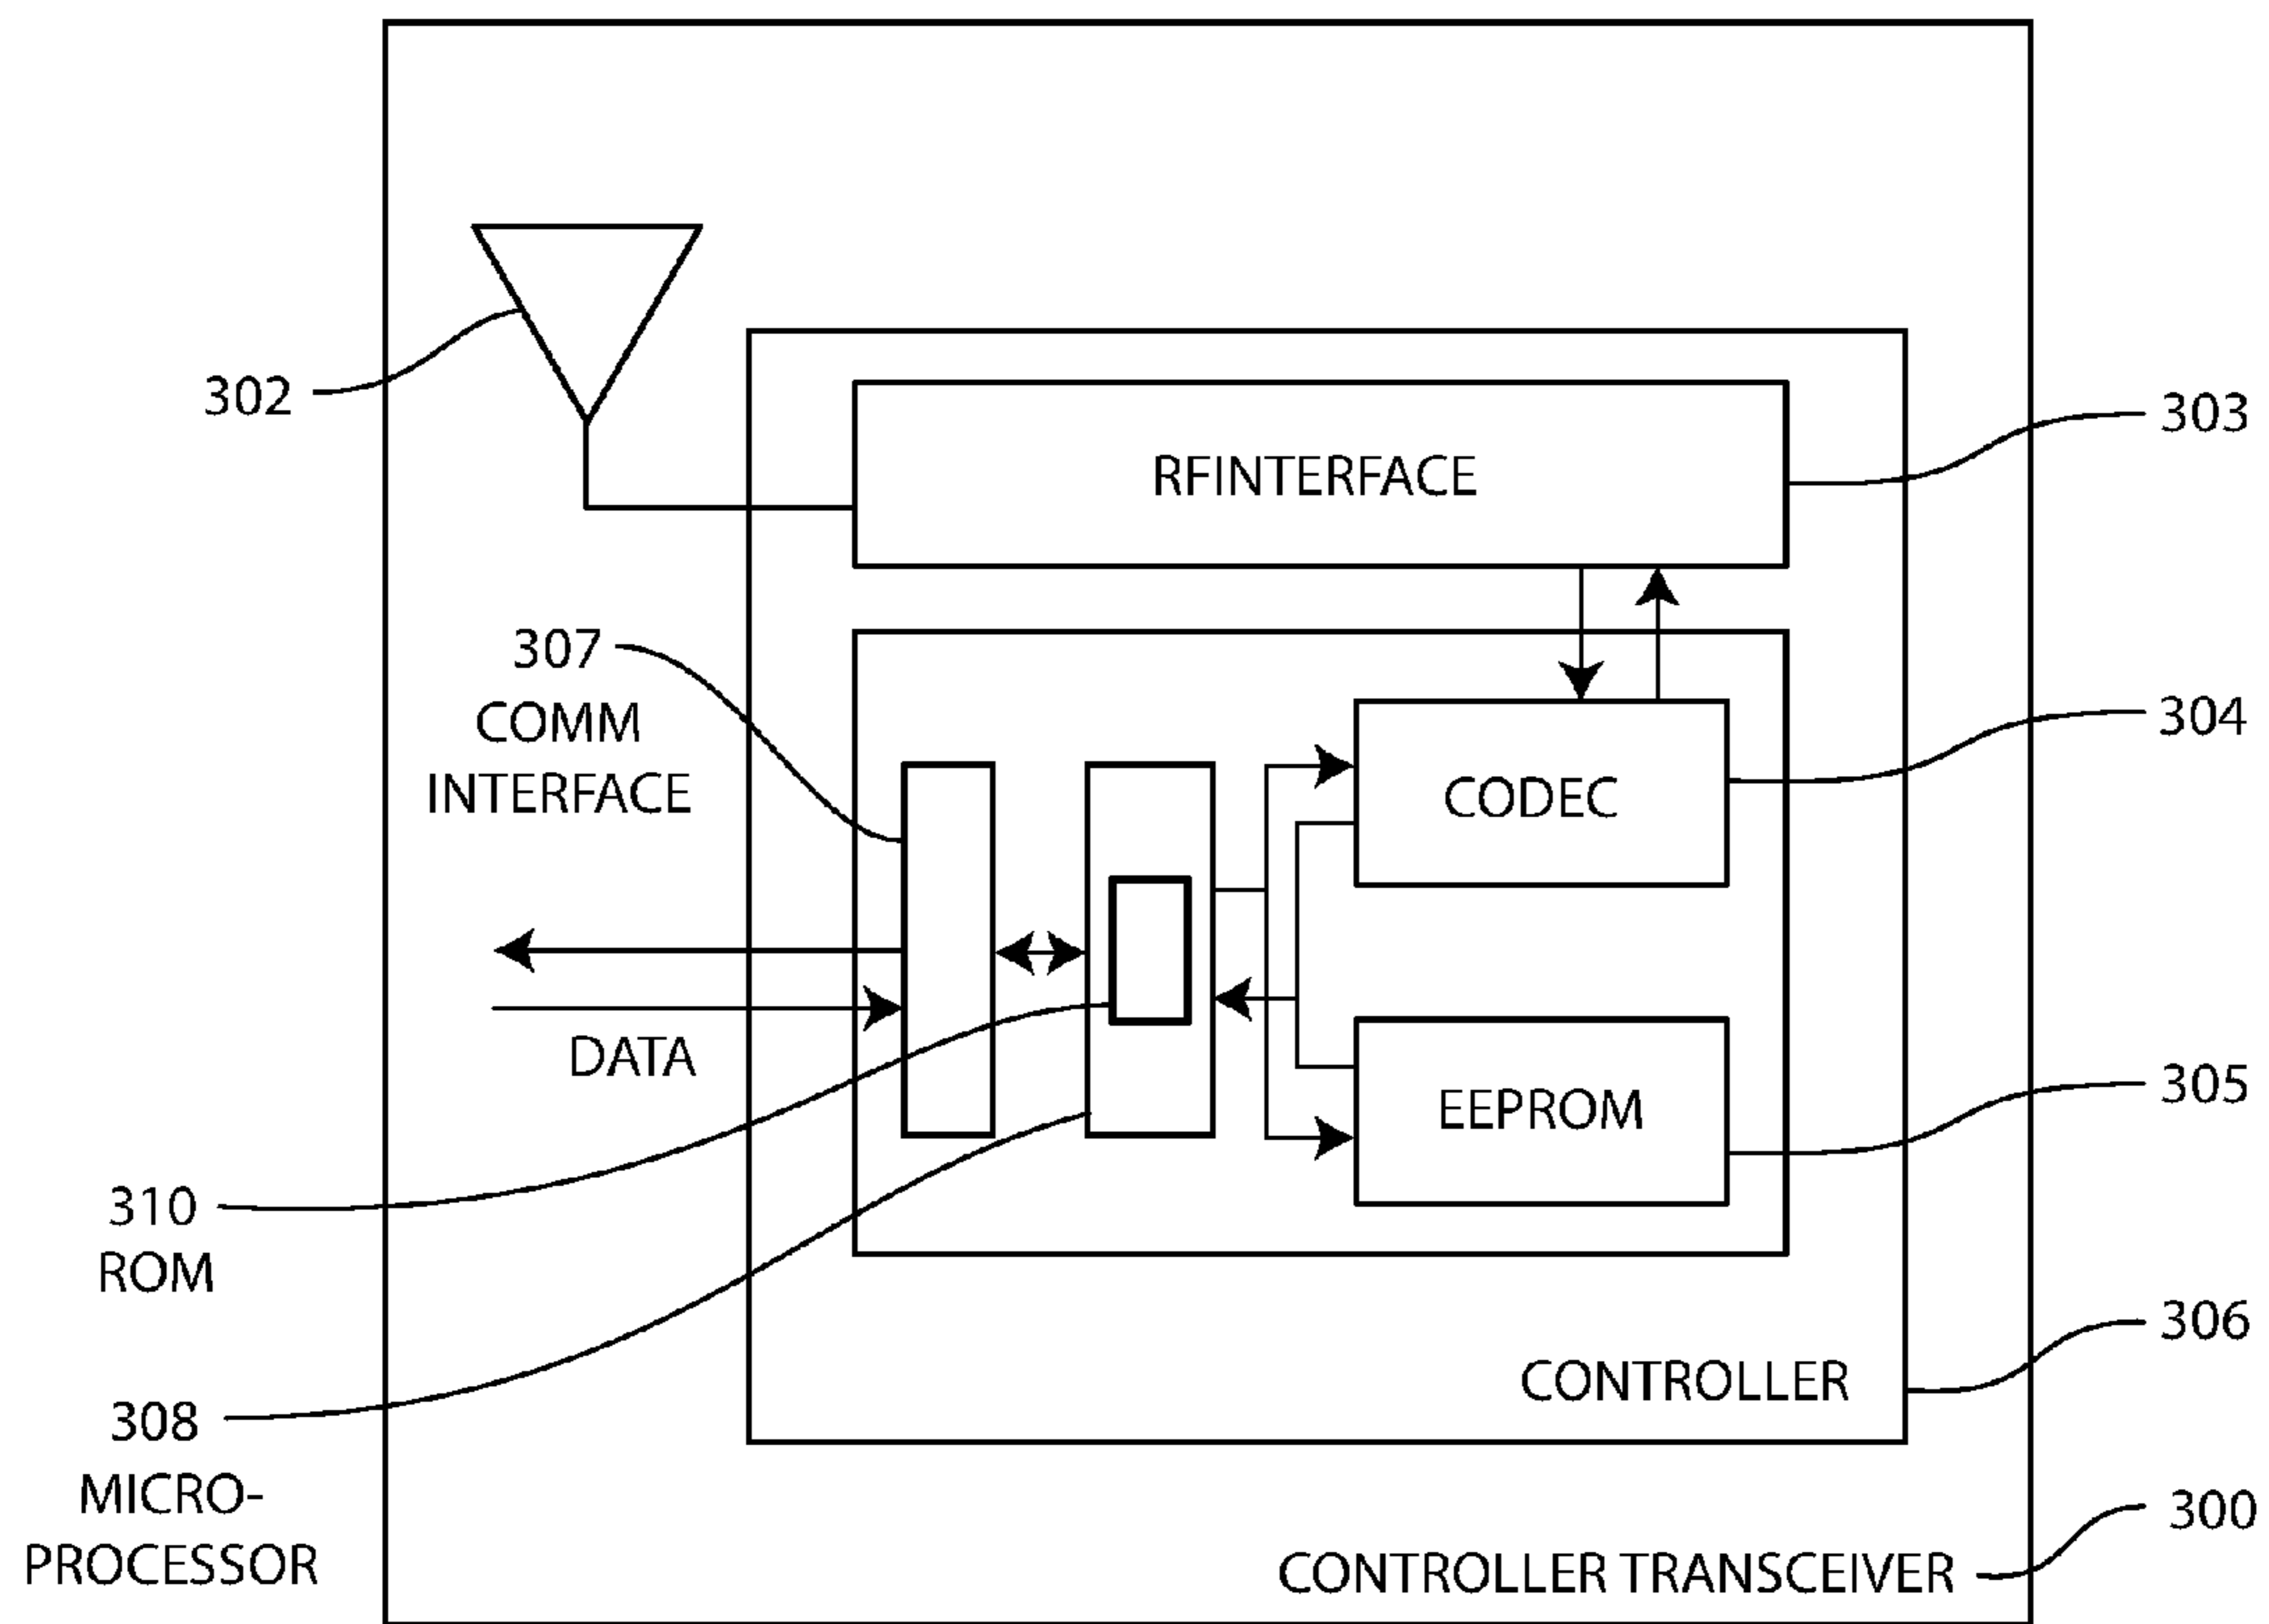 302
RFINTERFACE
303
307
COMM
INTERFACE
304
CODEC
DATA
305
EEPROM
310
ROM
306
CONTROLLER
308
MICRO-
PROCESSOR
300
CONTROLLER TRANSCEIVER